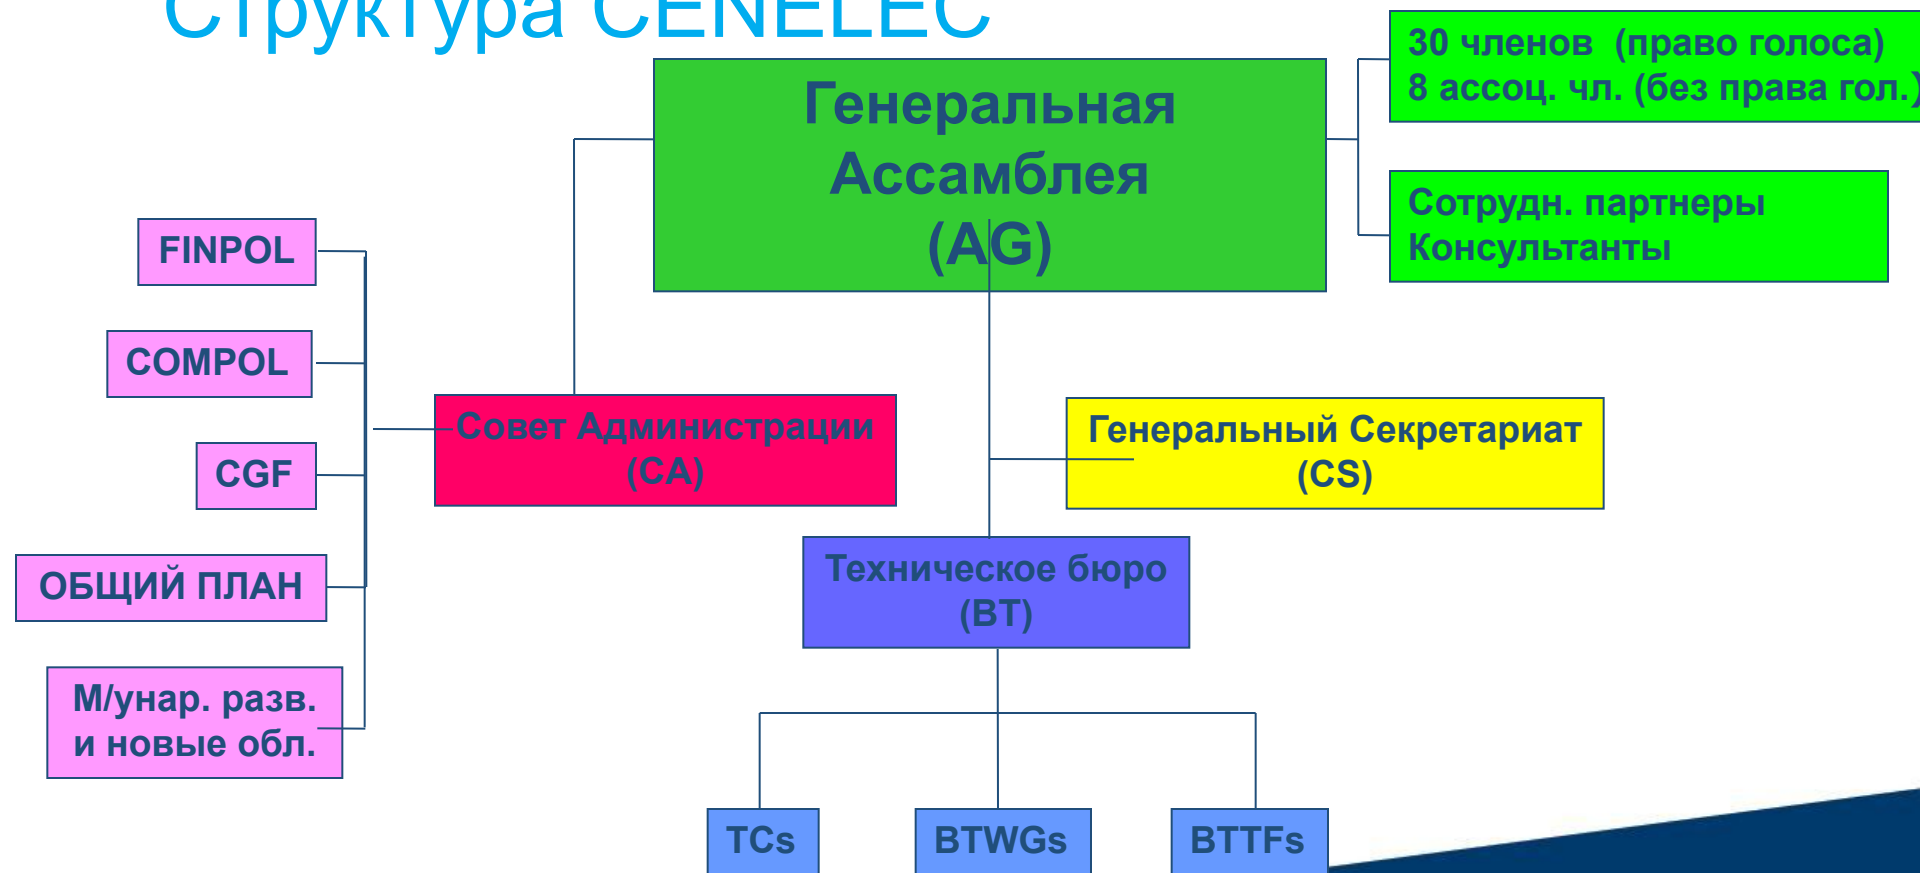 Структура CENELEC
30 членов (право голоса)
8 ассоц. чл. (без права гол.)
Генеральная
Ассамблея
(AG)
Сотрудн. партнеры
Консультанты
FINPOL
COMPOL
CGF
ОБЩИЙ ПЛАН
М/унар. разв.
и новые обл.
Совет Администрации
(CA)
Генеральный Секретариат
(CS)
Техническое бюро
(BT)
TCs
BTWGs
BTTFs